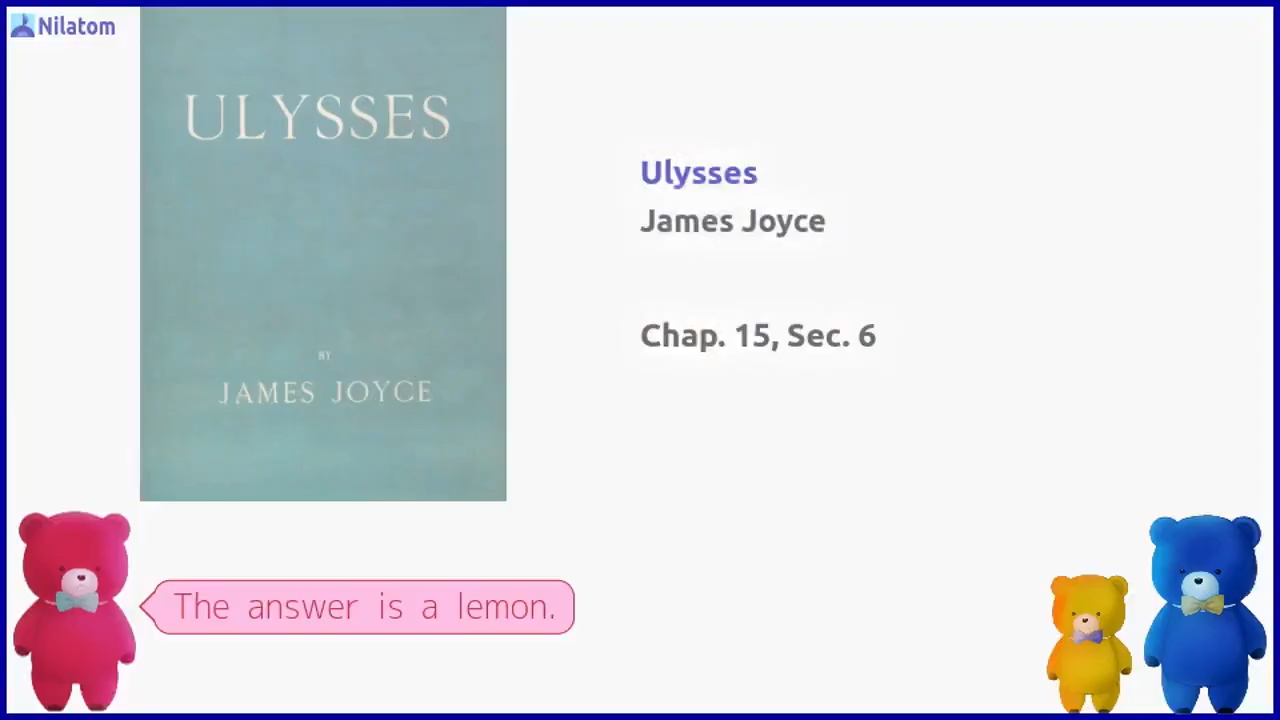 Nilatom
ULYSSES
BY
JAMES JOYCE
Ulysses
James Joyce
Chap. 15, Sec. 6
The answer is a lemon.